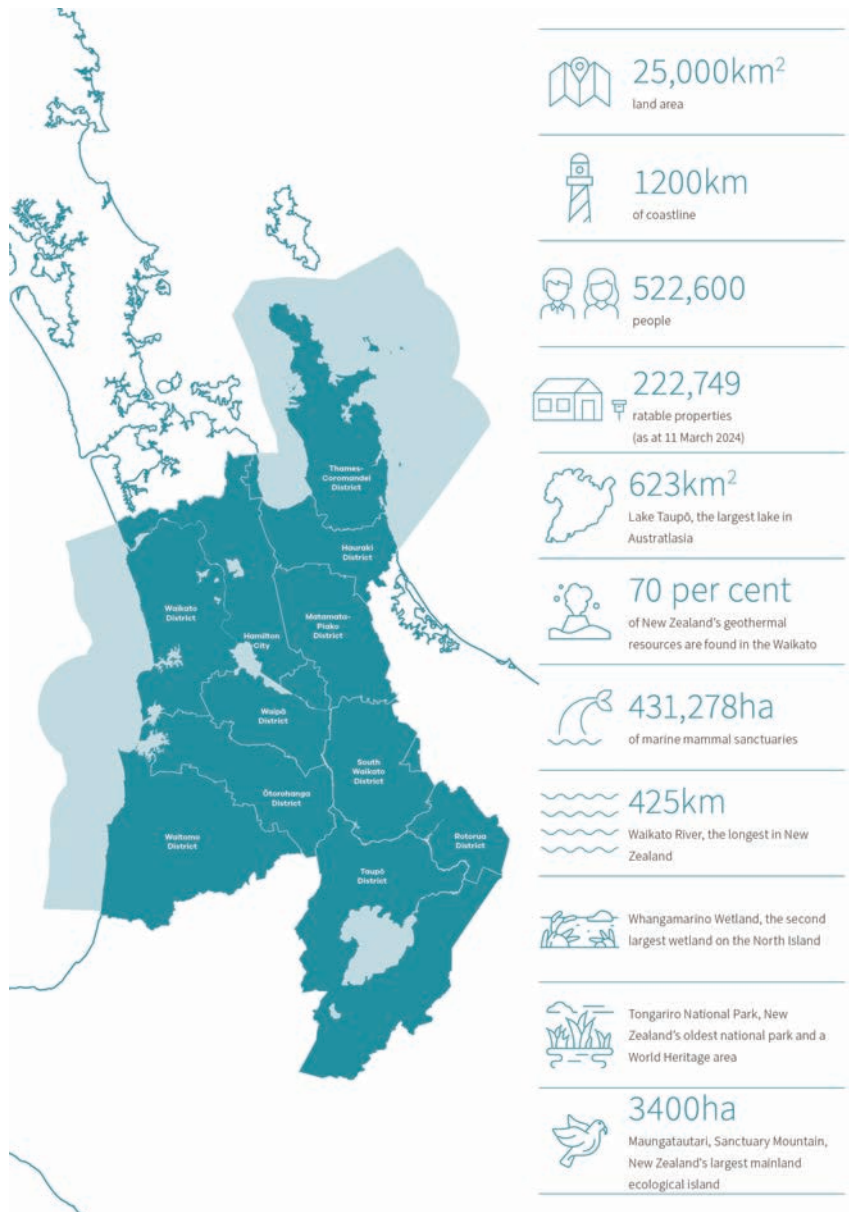 25,000km²
land area
1200km
of coastline
522,600
people
222,749
ratable properties
(as at 11 March 2024)
623km²
Lake Taupō, the largest lake in
Austratlasia
70 per cent
of New Zealand's geothermal
resources are found in the Waikato
431,278ha
of marine mammal sanctuaries
425km
Waikato River, the longest in New
Zealand
Whangamarino Wetland, the second
largest wetland on the North Island
Tongariro National Park, New
Zealand's oldest national park and a
World Heritage area
3400ha
Maungatautari, Sanctuary Mountain,
New Zealand's largest mainland
ecological island
Thames-
Coromandel
District
Hauraki
District
Waikato
District
Matamata-
Piako
District
Hamilton
City
Waipā
District
South
Waikato
District
Ōtorohanga
District
Waitomo
District
Rotorua
District
Taupō
District